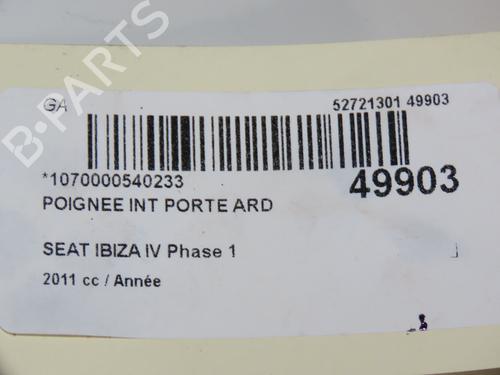 GA
52721301 49903
*1070000540233
49903
POIGNEE INT PORTE ARD
SEAT IBIZA IV Phase 1
2011 cc / Année
B-PARTS